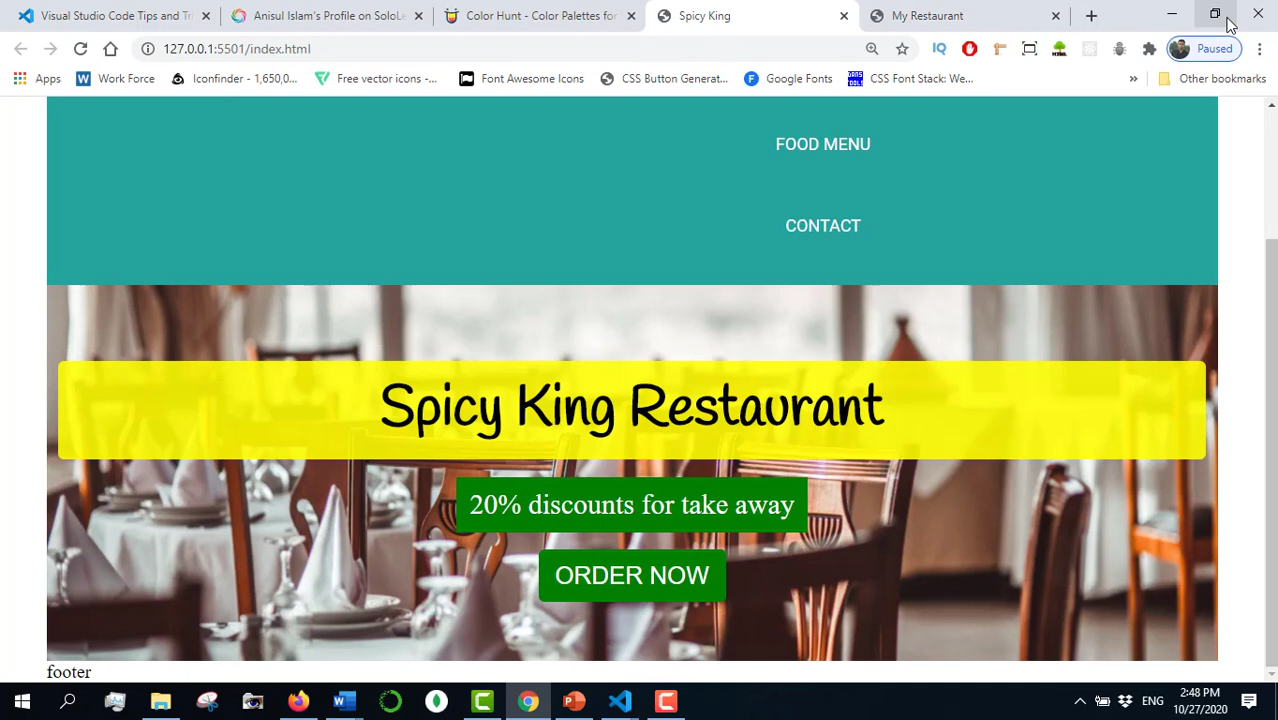 Visual Studio Code Tips and Tri
Anisul Islam's Profile on SoloLe
Color Hunt - Color Palettes for
Spicy King
My Restaurant
127.0.0.1:5501/index.html
IQ
Paused
Apps
Work Force
Iconfinder - 1,650,0...
Free vector icons -...
Font Awesome Icons
CSS Button Generat...
Google Fonts
CSS Font Stack: We...
Other bookmarks
FOOD MENU
CONTACT
Spicy King Restaurant
20% discounts for take away
ORDER NOW
footer
ENG
2:48 PM
10/27/2020